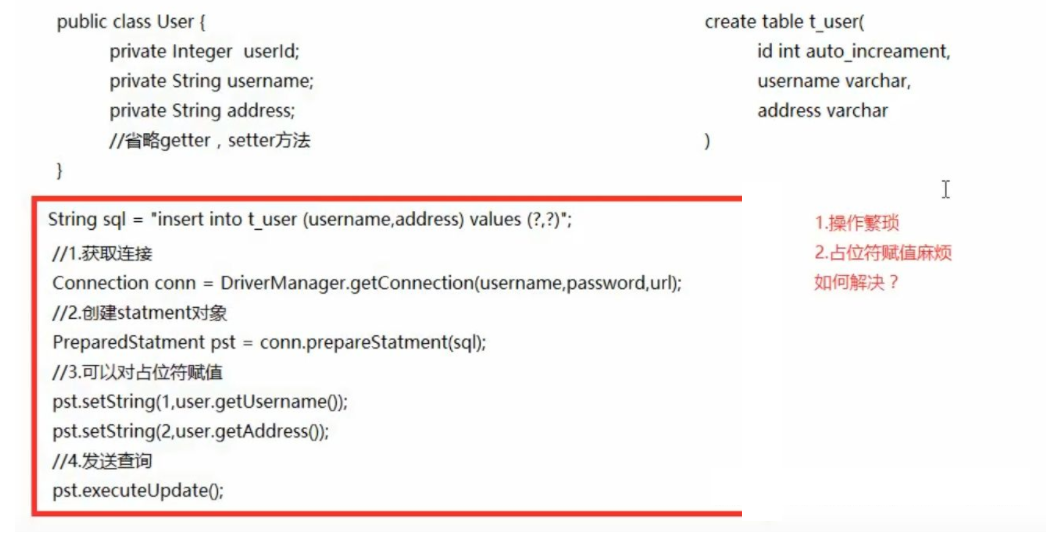 public class User {
private Integer userId;
private String username;
private String address;
//省略getter，setter方法
}
create table t_user(
id int auto_increament,
username varchar,
address varchar
)
String sql = "insert into t_user (username,address) values (?,?)";
//1.获取连接
Connection conn = DriverManager.getConnection(username,password,url);
//2.创建statment对象
PreparedStatment pst = conn.prepareStatment(sql);
//3.可以对占位符赋值
pst.setString(1,user.getUsername());
pst.setString(2,user.getAddress());
//4.发送查询
pst.executeUpdate();
1.操作繁琐
2.占位符赋值麻烦
如何解决？